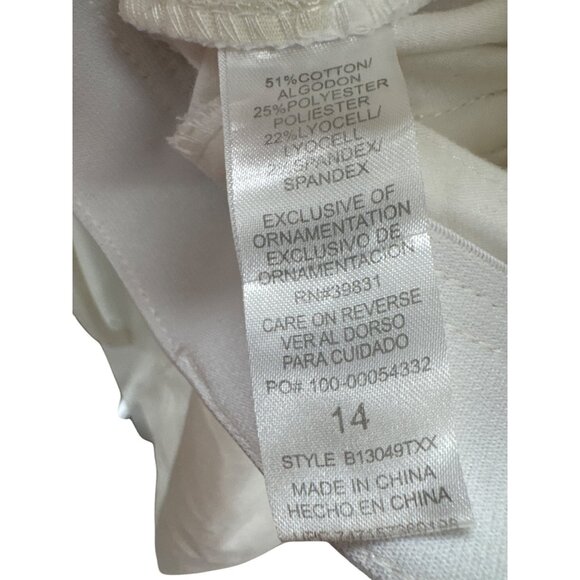 51%COTTON/
ALGODON
25%POLYESTER
POLIESTER
22%LYOCELL/
LYOCELL
2%SPANDEX/
SPANDEX
EXCLUSIVE OF
ORNAMENTATION
EXCLUSIVO DE
ORNAMENTACION
RN#39831
CARE ON REVERSE
VER AL DORSO
PARA CUIDADO
PO# 100-00054332
14
STYLE B13049TXX
MADE IN CHINA
HECHO EN CHINA